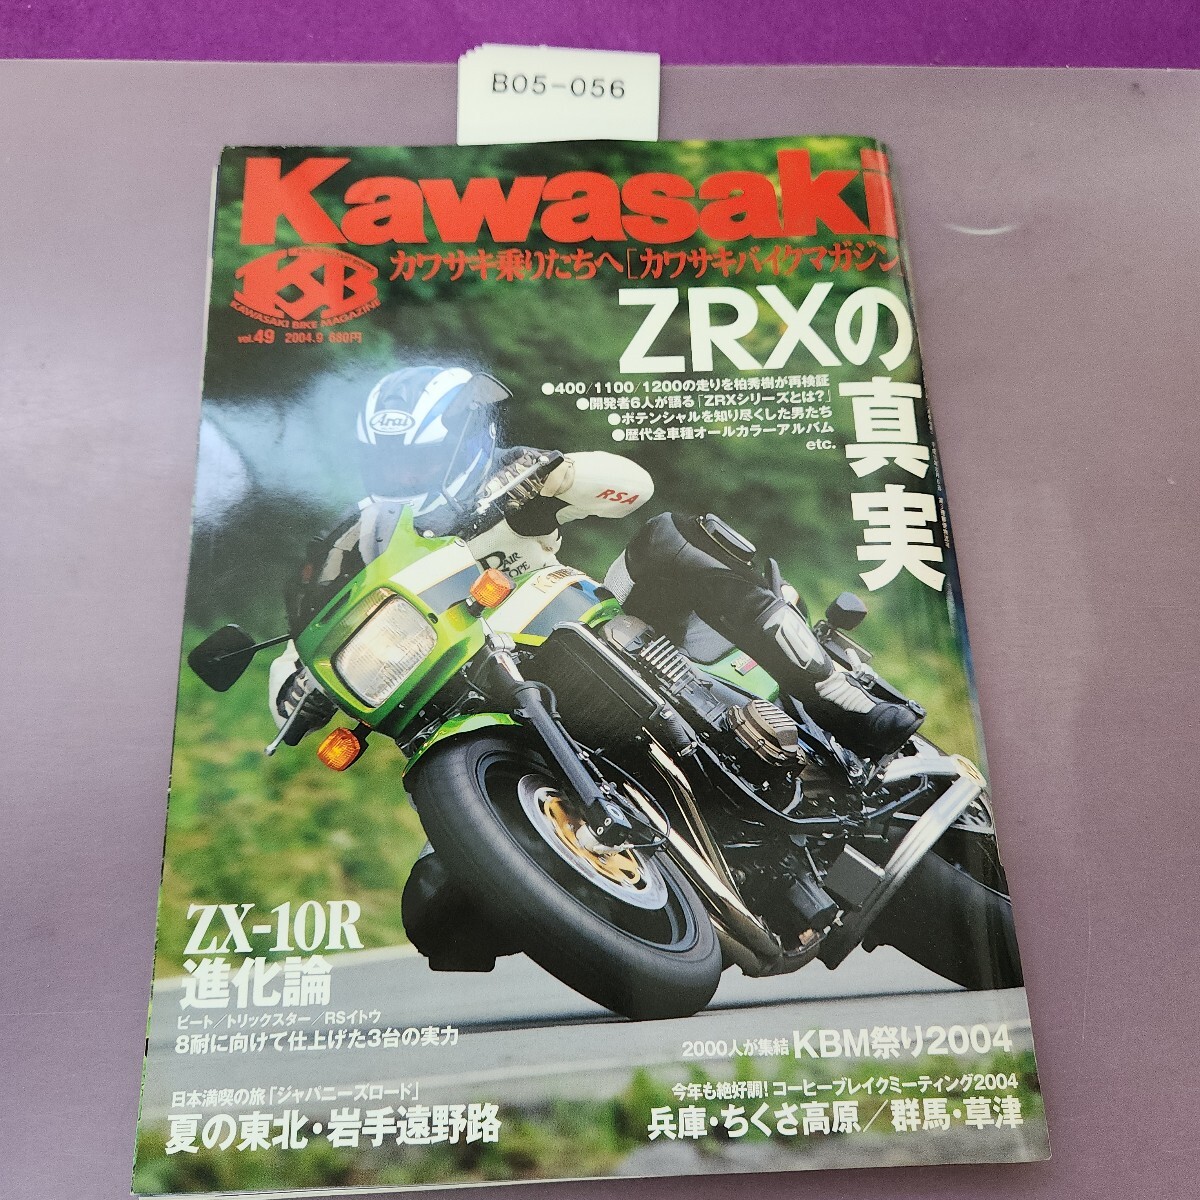 B05-056
Kawasaki
カワサキ乗りたちへ[カワサキバイクマガジン
KB
KAWASAKI BIKE MAGAZINE
vol.49 2004.9 680円
ZRXの真実
●400/1100/1200の走りを柏秀樹が再検証
●開発者6人が語る「ZRXシリーズとは?」
●ポテンシャルを知り尽くした男たち
●歴代全車種オールカラーアルバム
etc.
Arai
RSA
ZX-10R
進化論
ビート/トリックスター/RSイトウ
8耐に向けて仕上げた3台の実力
2000人が集結 KBM祭り2004
日本満喫の旅「ジャパニーズロード」
夏の東北・岩手遠野路
今年も絶好調!コーヒーブレイクミーティング2004
兵庫・ちくさ高原/群馬・草津